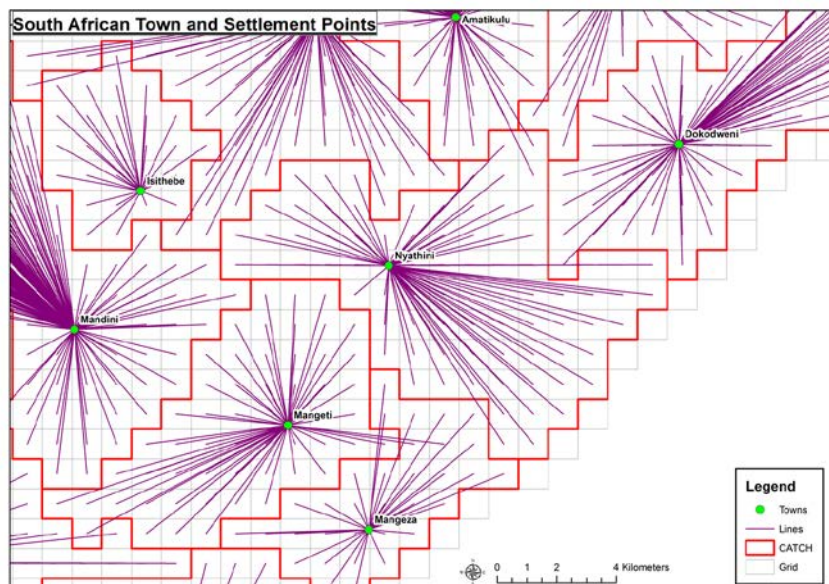 South African Town and Settlement Points
Amatikulu
Dokodweni
Isithebe
Nyathini
Mandini
Mangeti
Mangeza
Legend
Towns
Lines
CATCH
Grid
0 1 2 4 Kilometers